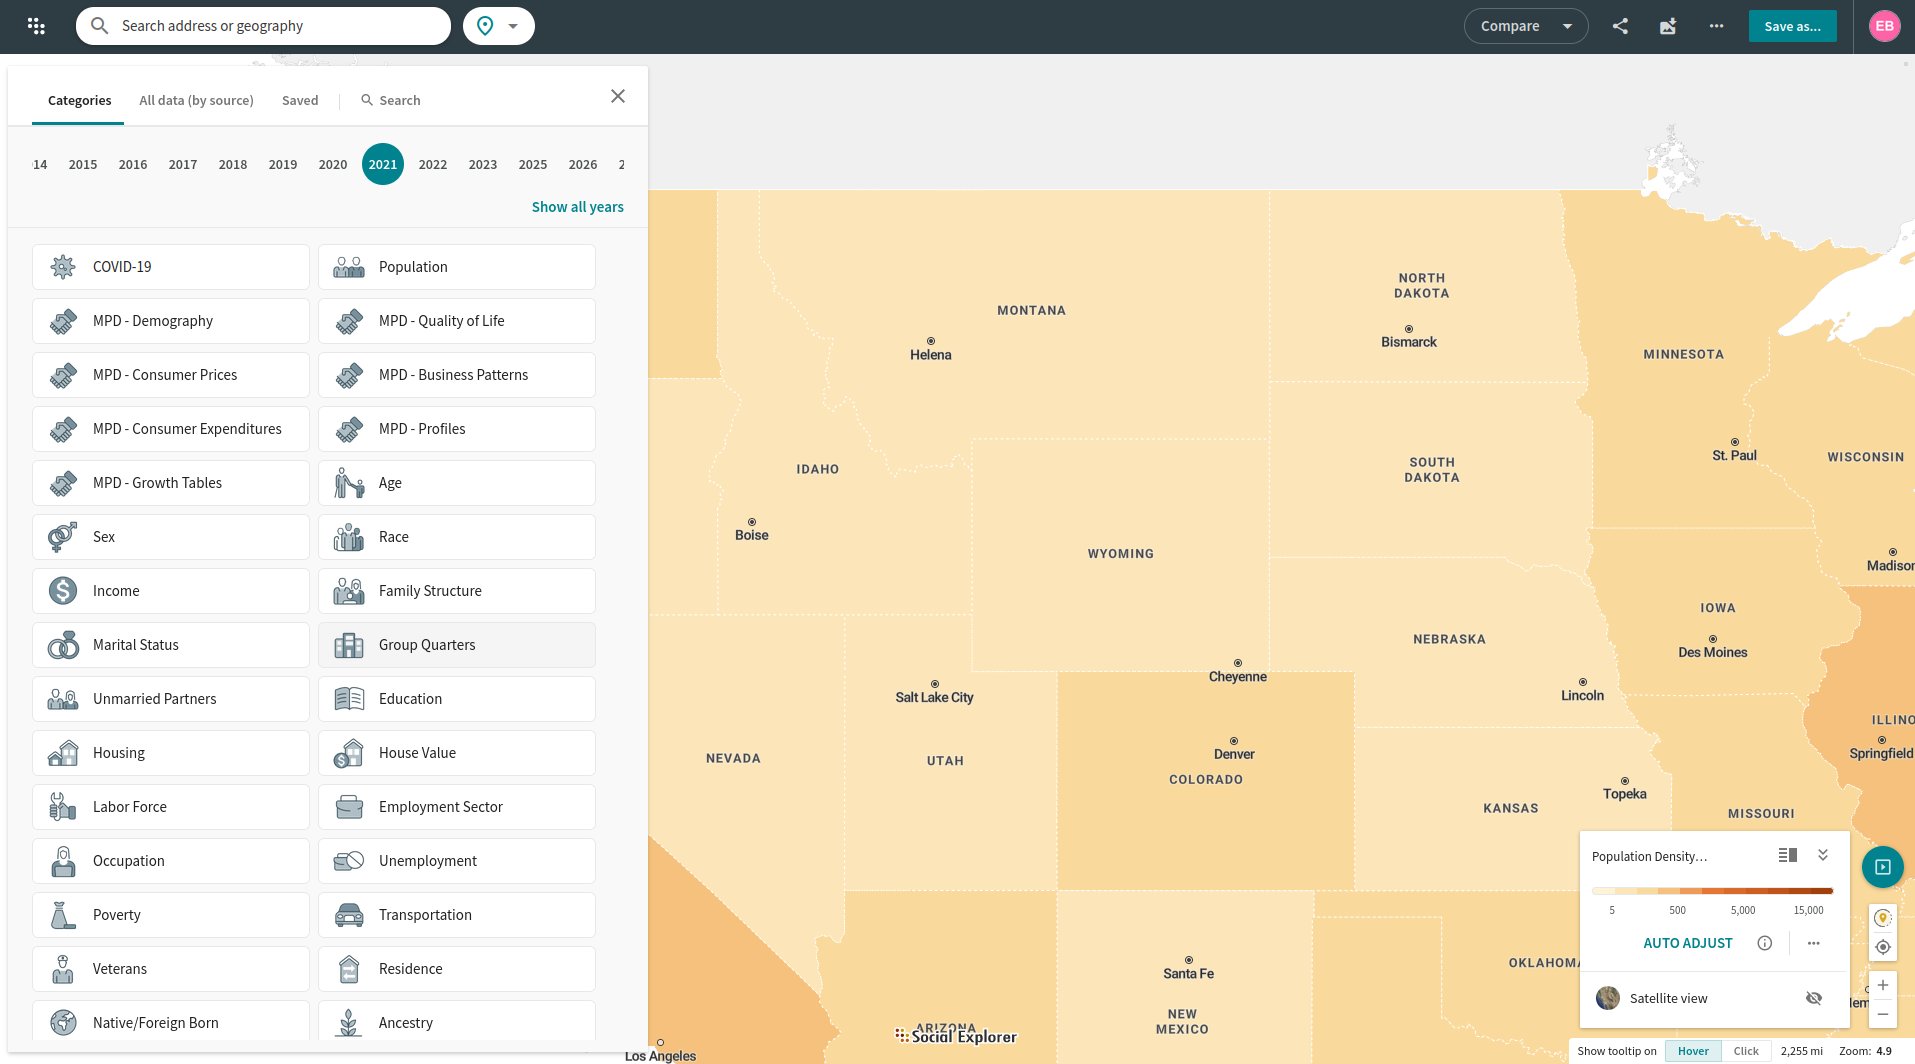 Search address or geography
Compare
Save as...
EB
Categories
All data (by source)
Saved
Search
14 2015 2016 2017 2018 2019 2020 2021 2022 2023 2025 2026 2
Show all years
COVID-19
Population
MPD - Demography
MPD - Quality of Life
MPD - Consumer Prices
MPD - Business Patterns
MPD - Consumer Expenditures
MPD - Profiles
MPD - Growth Tables
Age
Sex
Race
Income
Family Structure
Marital Status
Group Quarters
Unmarried Partners
Education
Housing
House Value
Labor Force
Employment Sector
Occupation
Unemployment
Poverty
Transportation
Veterans
Residence
Native/Foreign Born
Ancestry
NORTH
DAKOTA
MONTANA
Bismarck
Helena
MINNESOTA
St. Paul
WISCONSIN
IDAHO
SOUTH
DAKOTA
Boise
WYOMING
Madison
IOWA
NEBRASKA
Des Moines
Cheyenne
Lincoln
Salt Lake City
ILLINO
Springfield
NEVADA
UTAH
Denver
COLORADO
Topeka
KANSAS
MISSOURI
OKLAHOMA
Santa Fe
NEW
MEXICO
ARIZONA
Social Explorer
Los Angeles
Population Density...
5 500 5,000 15,000
AUTO ADJUST
Satellite view
Show tooltip on Hover Click 2,255 mi Zoom: 4.9